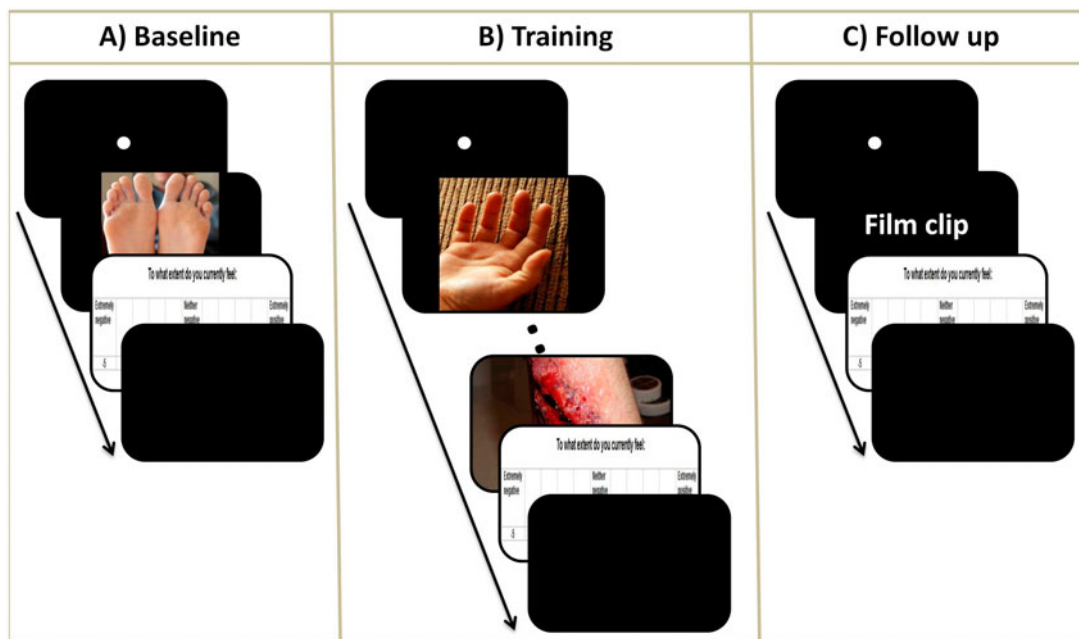 A) Baseline
B) Training
C) Follow up
To what extent do you currently feel:
Extremely Neither Extremely
negative negative positive
-5
To what extent do you currently feel:
Extremely Neither Extremely
negative negative positive
-5
Film clip
To what extent do you currently feel:
Extremely Neither Extremely
negative negative positive
-5